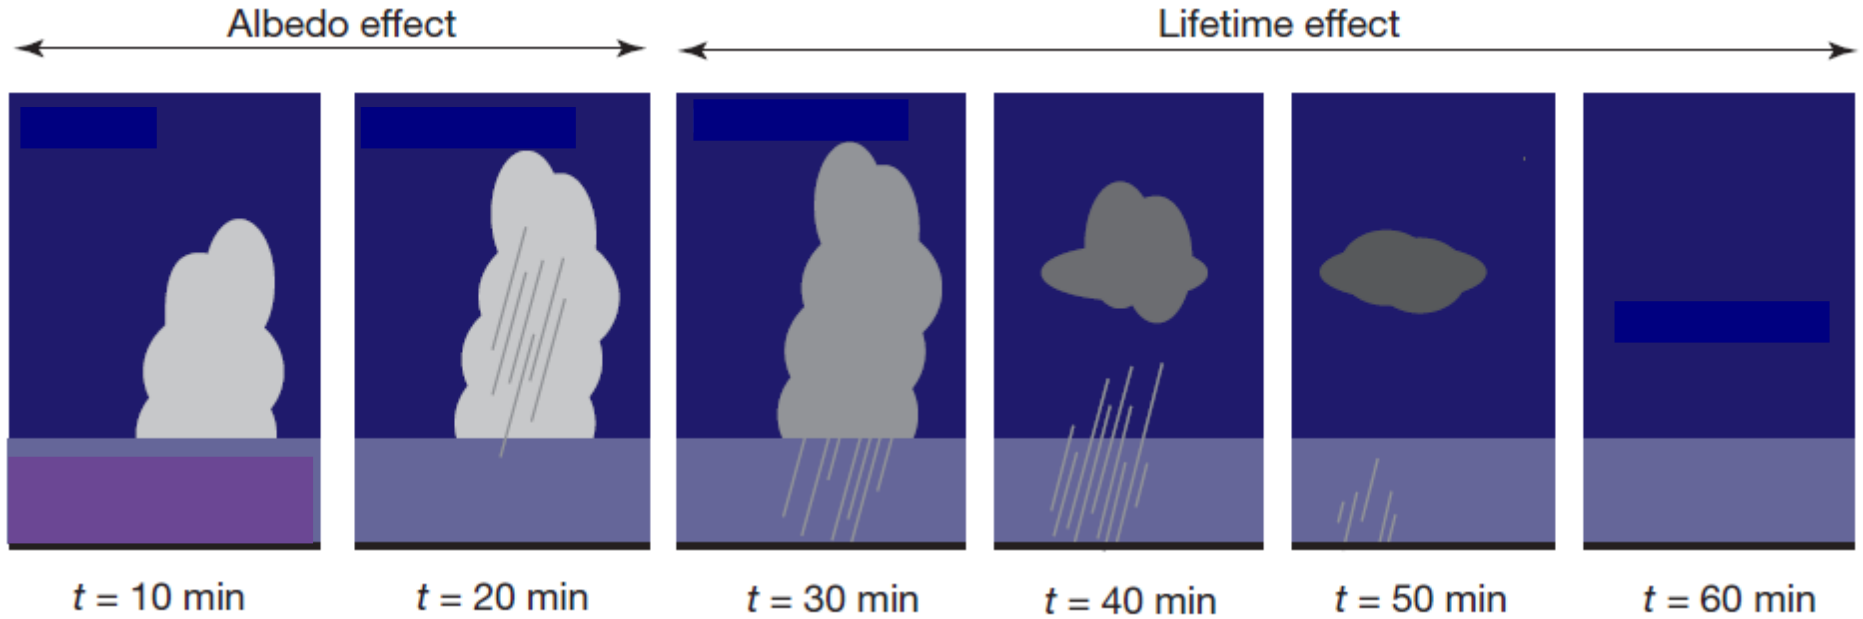 Albedo effect
Lifetime effect
t = 10 min
t = 20 min
t = 30 min
t = 40 min
t = 50 min
t = 60 min